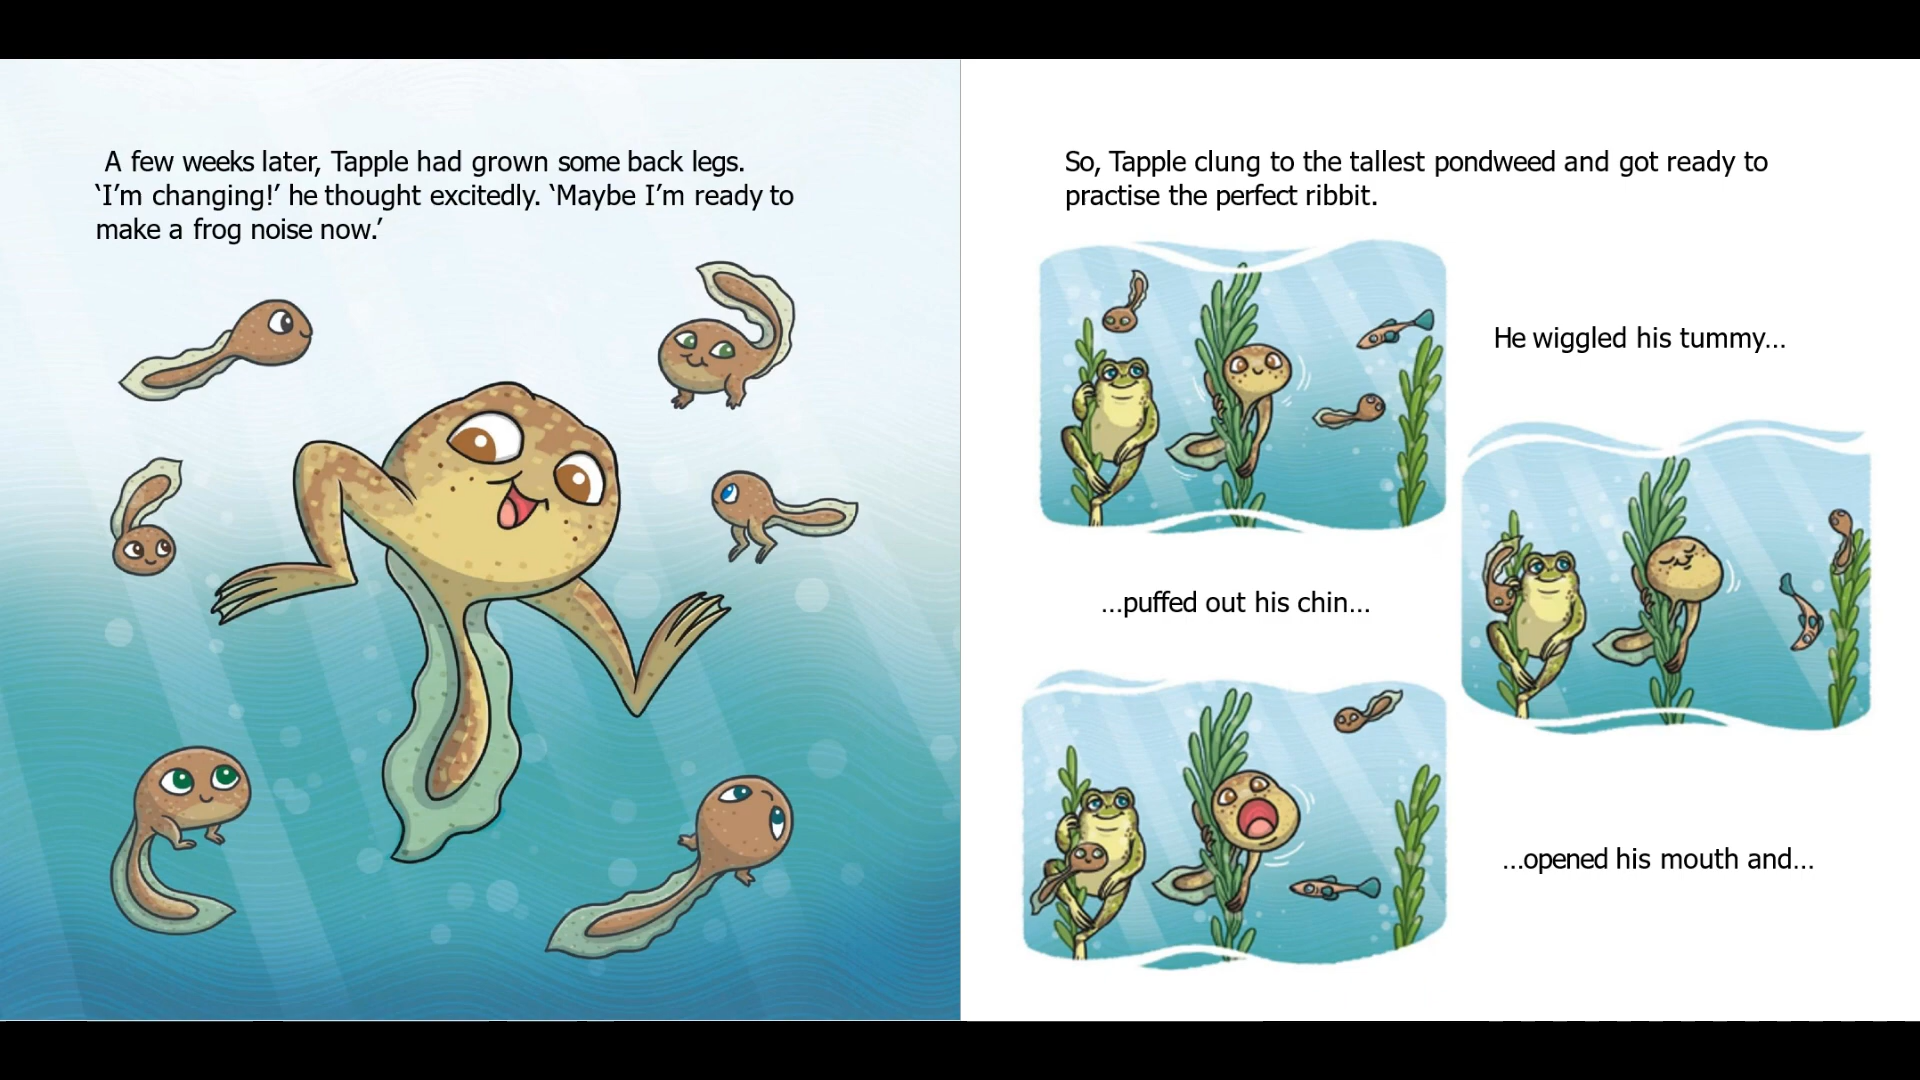 A few weeks later, Tapple had grown some back legs.
‘I’m changing!’ he thought excitedly. ‘Maybe I’m ready to
make a frog noise now.’
So, Tapple clung to the tallest pondweed and got ready to
practise the perfect ribbit.
He wiggled his tummy...
...puffed out his chin...
...opened his mouth and...